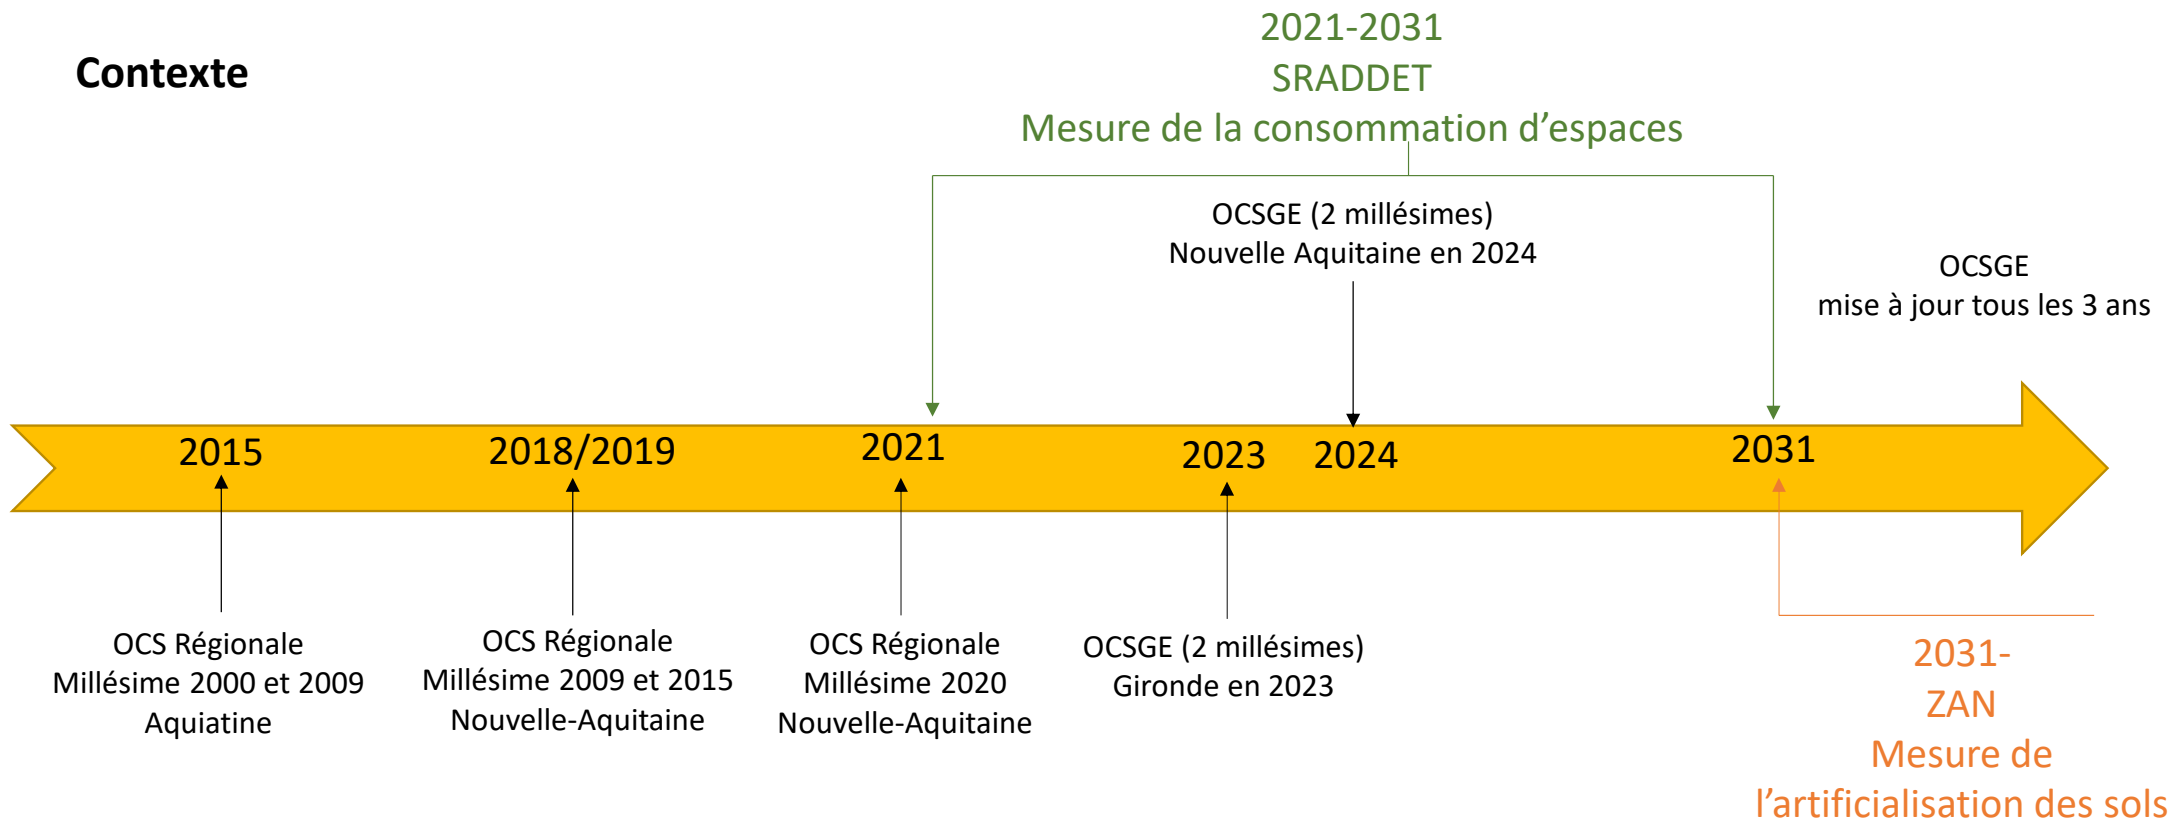 Contexte
2021-2031
SRADDET
Mesure de la consommation d'espaces
OCSGE (2 millésimes)
Nouvelle Aquitaine en 2024
OCSGE
mise à jour tous les 3 ans
2015
2018/2019
2021
2023
2024
2031
OCS Régionale
Millésime 2000 et 2009
Aquiatine
OCS Régionale
Millésime 2009 et 2015
Nouvelle-Aquitaine
OCS Régionale
Millésime 2020
Nouvelle-Aquitaine
OCSGE (2 millésimes)
Gironde en 2023
2031-
ZAN
Mesure de
l'artificialisation des sols